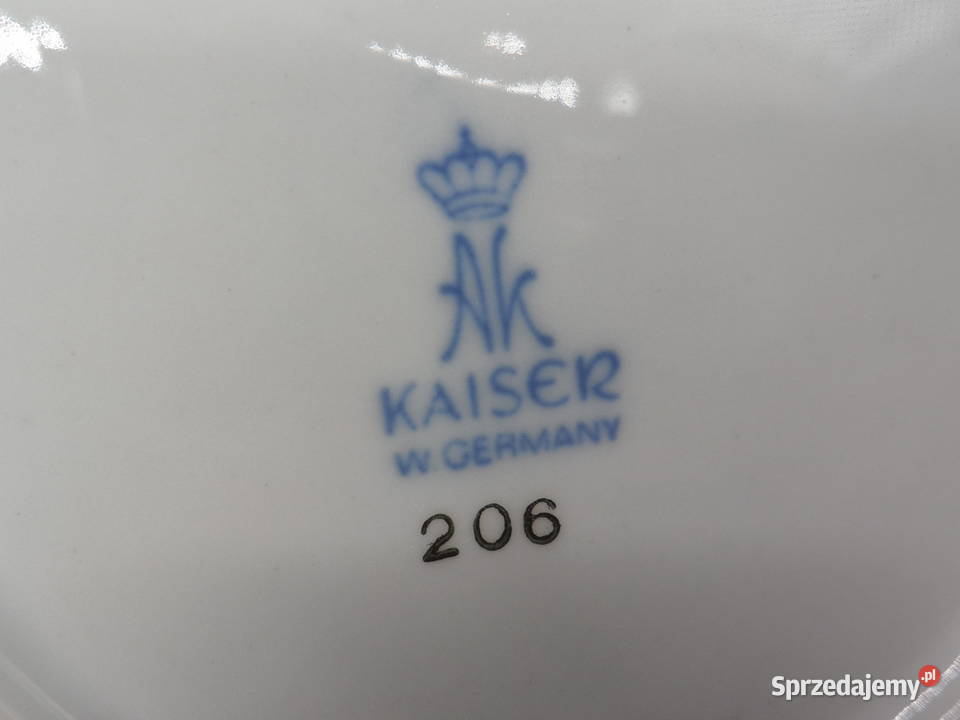 AK
KAISER
W. GERMANY
206
Sprzedajemy.pl